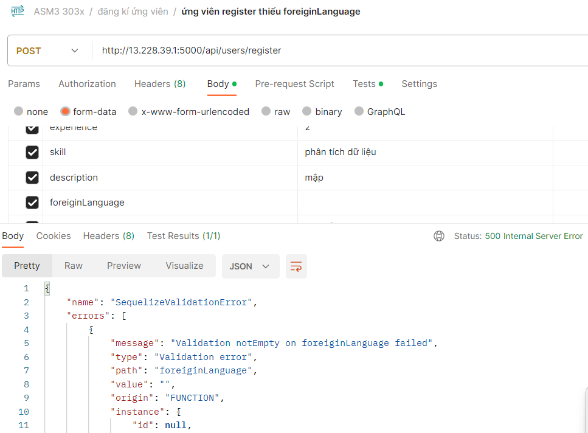 HTTP ASM3 303x / đăng kí ứng viên / ứng viên register thiếu foreiginLanguage
POST http://13.228.39.1:5000/api/users/register
Params Authorization Headers (8) Body Pre-request Script Tests Settings
none form-data x-www-form-urlencoded raw binary GraphQL
experience 2
skill phân tích dữ liệu
description mập
foreiginLanguage
Body Cookies Headers (8) Test Results (1/1) Status: 500 Internal Server Error
Pretty Raw Preview Visualize JSON
1 {
2 "name": "SequelizeValidationError",
3 "errors": [
4 {
5 "message": "Validation notEmpty on foreiginLanguage failed",
6 "type": "Validation error",
7 "path": "foreiginLanguage",
8 "value": "",
9 "origin": "FUNCTION",
10 "instance": {
11 "id": null,